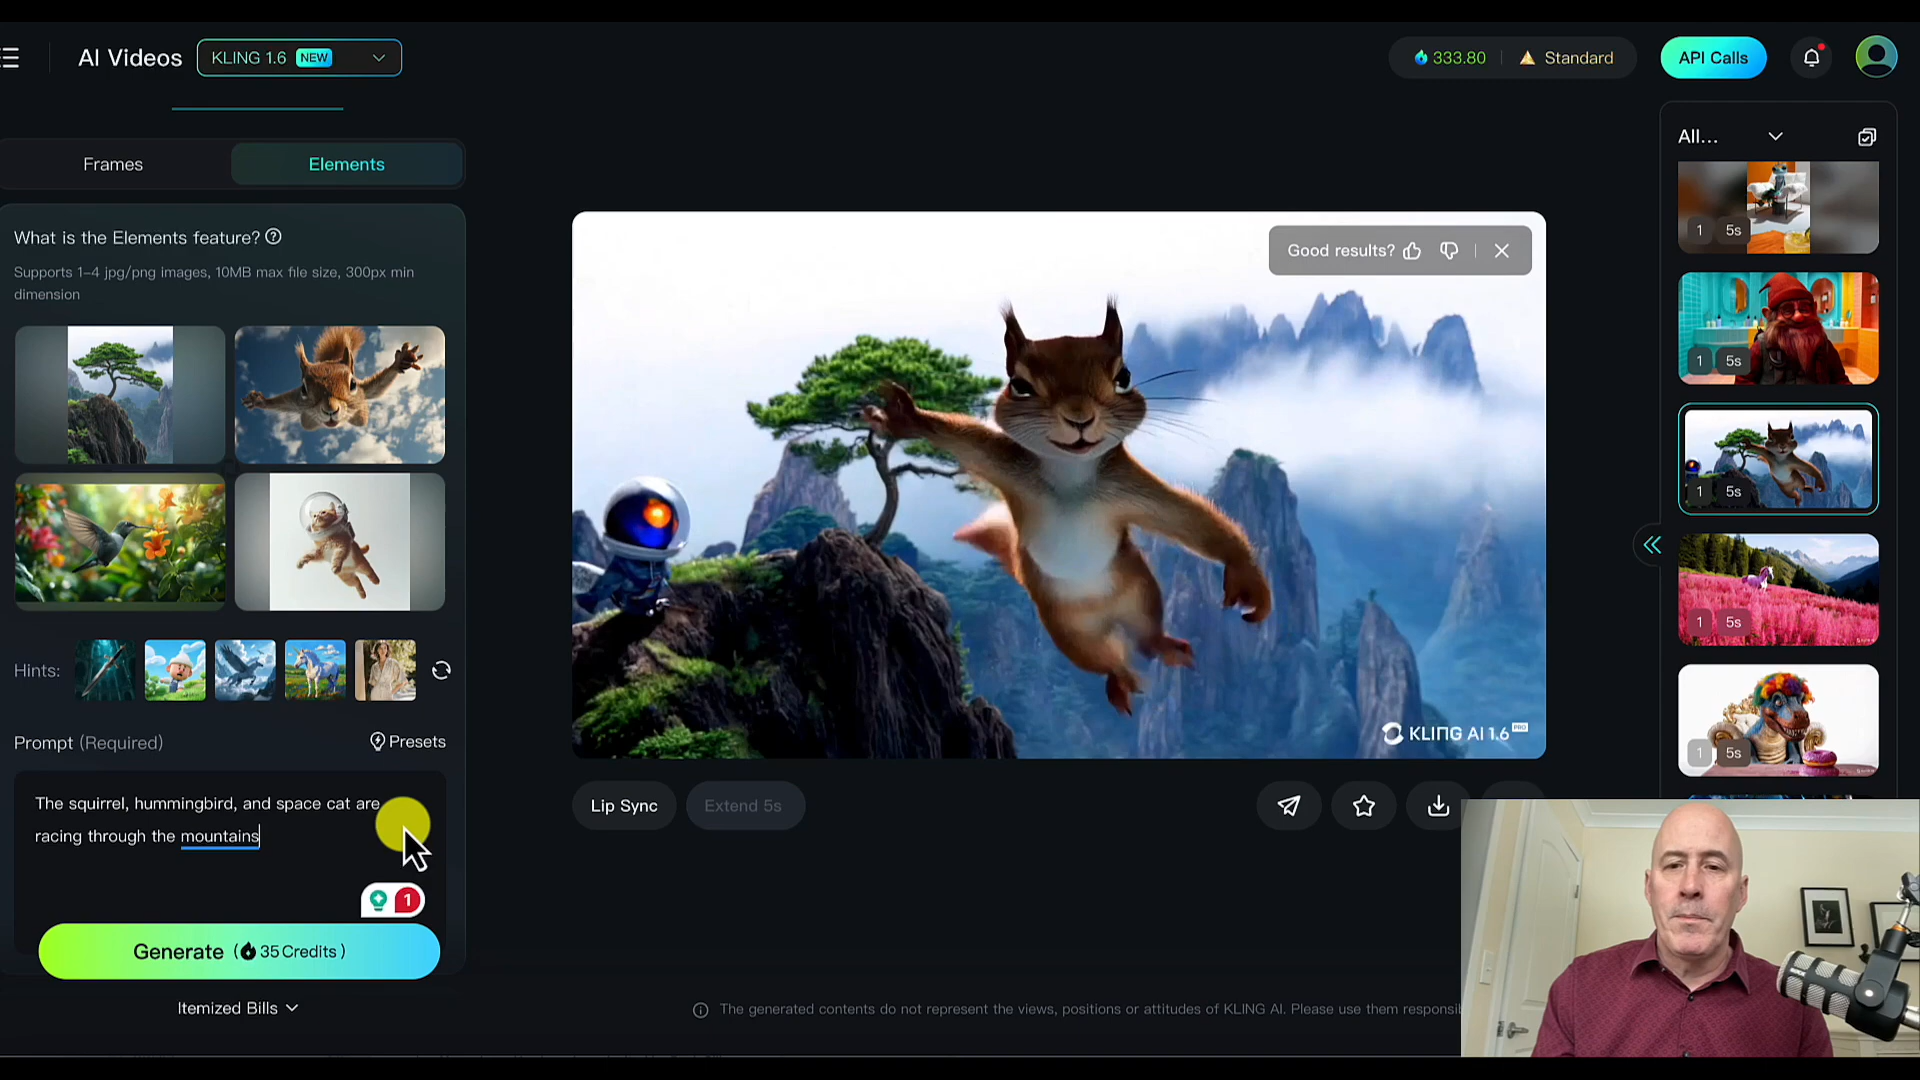 AI Videos
KLING 1.6 NEW
333.80
Standard
API Calls
Frames
Elements
All...
What is the Elements feature?
Supports 1-4 jpg/png images, 10MB max file size, 300px min
dimension
Good results?
1 5s
1 5s
1 5s
1 5s
1 5s
Hints:
KLING AI 1.6 PRO
Prompt (Required)
Presets
The squirrel, hummingbird, and space cat are
racing through the mountains
1
Lip Sync
Extend 5s
Generate ( 35 Credits )
Itemized Bills
The generated contents do not represent the views, positions or attitudes of KLING AI. Please use them responsi